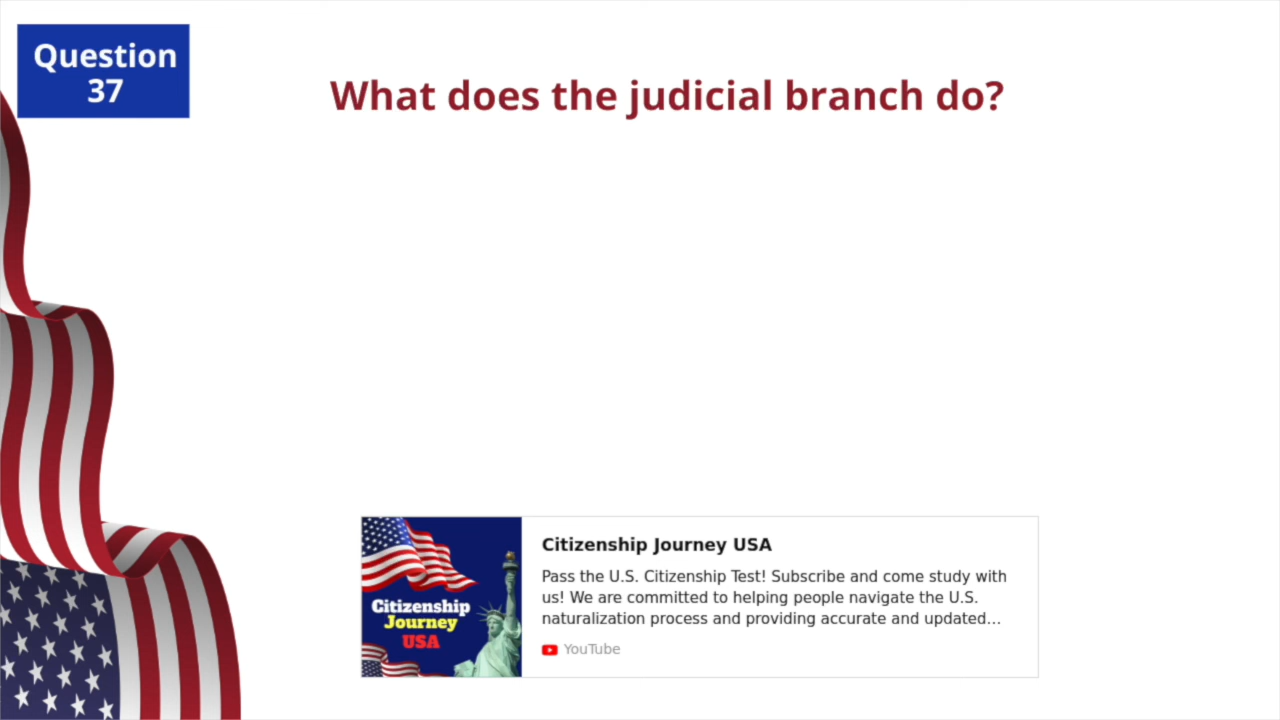 Question
37
What does the judicial branch do?
Citizenship
Journey
USA
Citizenship Journey USA
Pass the U.S. Citizenship Test! Subscribe and come study with
us! We are committed to helping people navigate the U.S.
naturalization process and providing accurate and updated...
YouTube